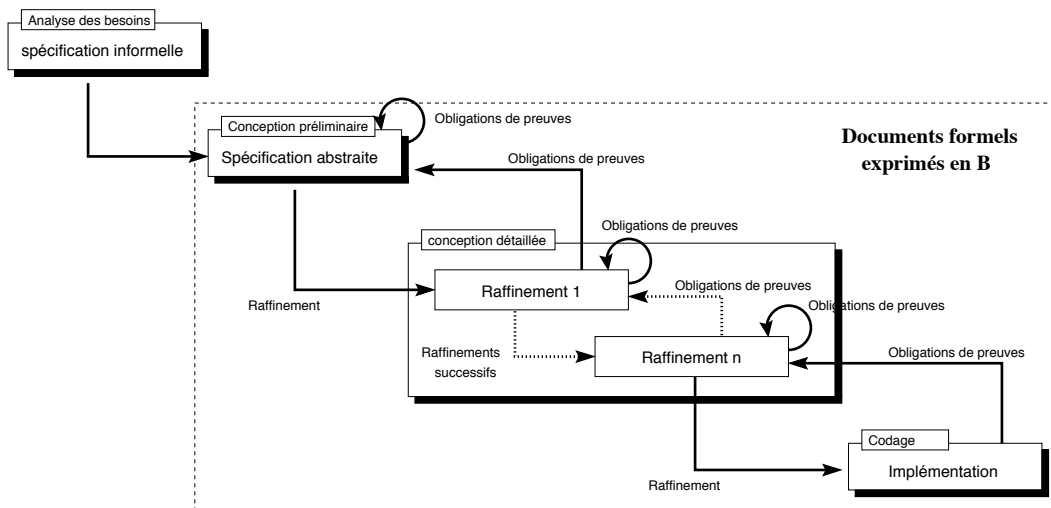 Analyse des besoins
spécification informelle
Conception préliminaire
Obligations de preuves
Spécification abstraite
Documents formels
exprimés en B
Obligations de preuves
Obligations de preuves
conception détaillée
Raffinement 1
Obligations de preuves
Raffinement
Obligations de preuves
Raffinements
successifs
Raffinement n
Obligations de preuves
Codage
Implémentation
Raffinement